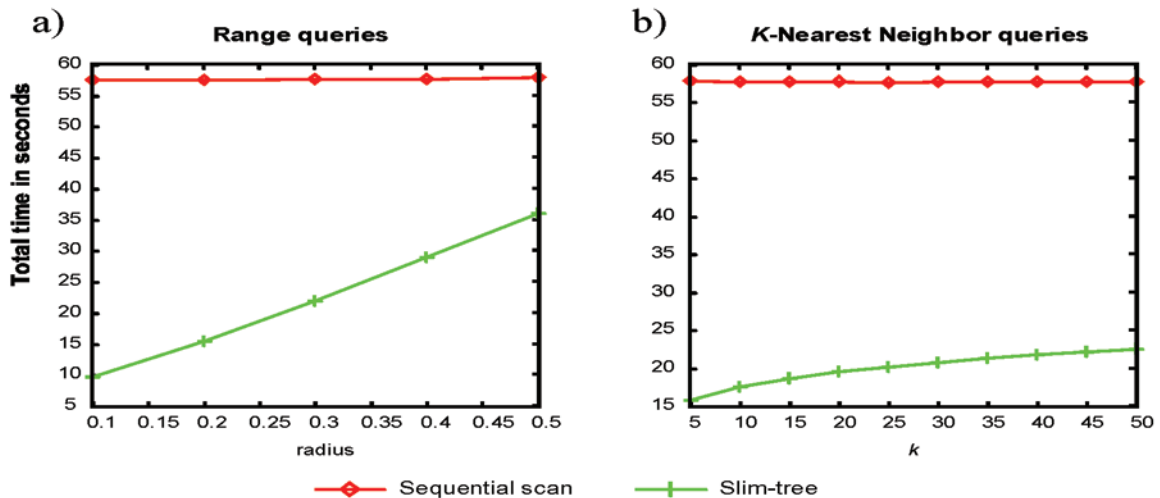 a)
Range queries
Total time in seconds
60
55
50
45
40
35
30
25
20
15
10
5
0.1 0.15 0.2 0.25 0.3 0.35 0.4 0.45 0.5
radius
b)
K-Nearest Neighbor queries
60
55
50
45
40
35
30
25
20
15
5 10 15 20 25 30 35 40 45 50
k
Sequential scan
Slim-tree